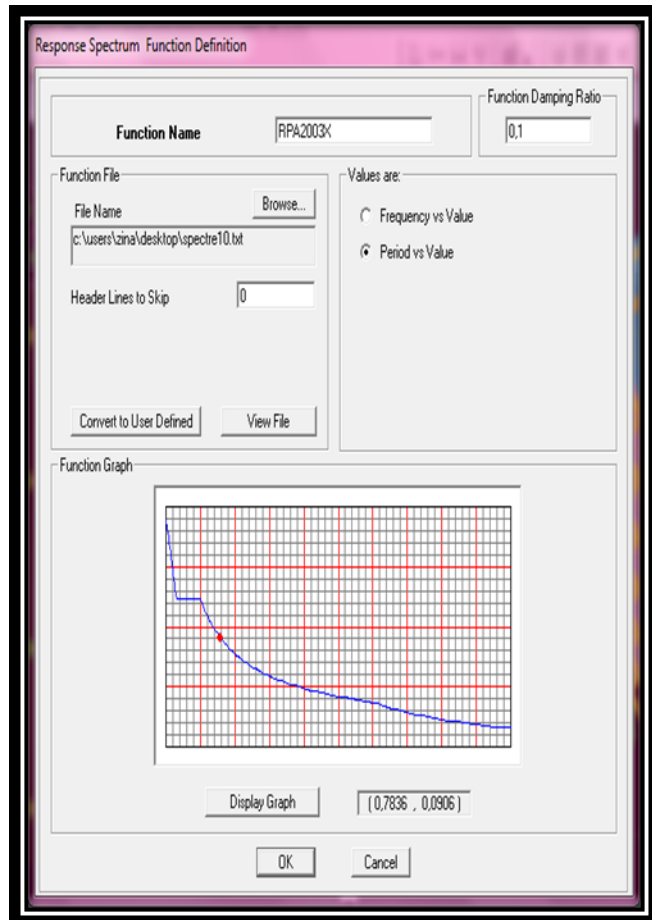 Response Spectrum Function Definition
Function Damping Ratio
Function Name
RPA2003X
0,1
Function File
Values are:
File Name
Browse...
Frequency vs Value
c:\users\zina\desktop\spectre10.txt
Period vs Value
Header Lines to Skip
0
Convert to User Defined
View File
Function Graph
Display Graph
(0,7836 , 0,0906 )
OK
Cancel